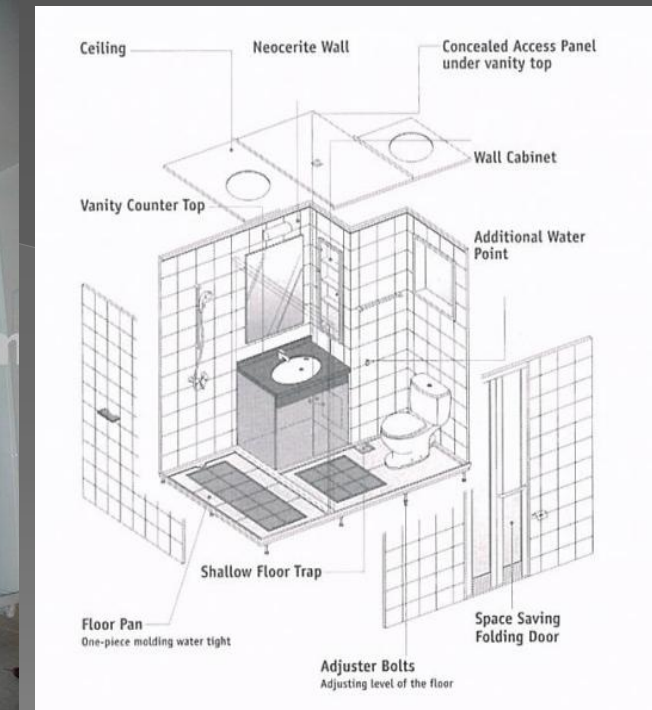 Ceiling
Neocerite Wall
Concealed Access Panel
under vanity top
Wall Cabinet
Vanity Counter Top
Additional Water
Point
Shallow Floor Trap
Floor Pan
One-piece molding water tight
Space Saving
Folding Door
Adjuster Bolts
Adjusting level of the floor